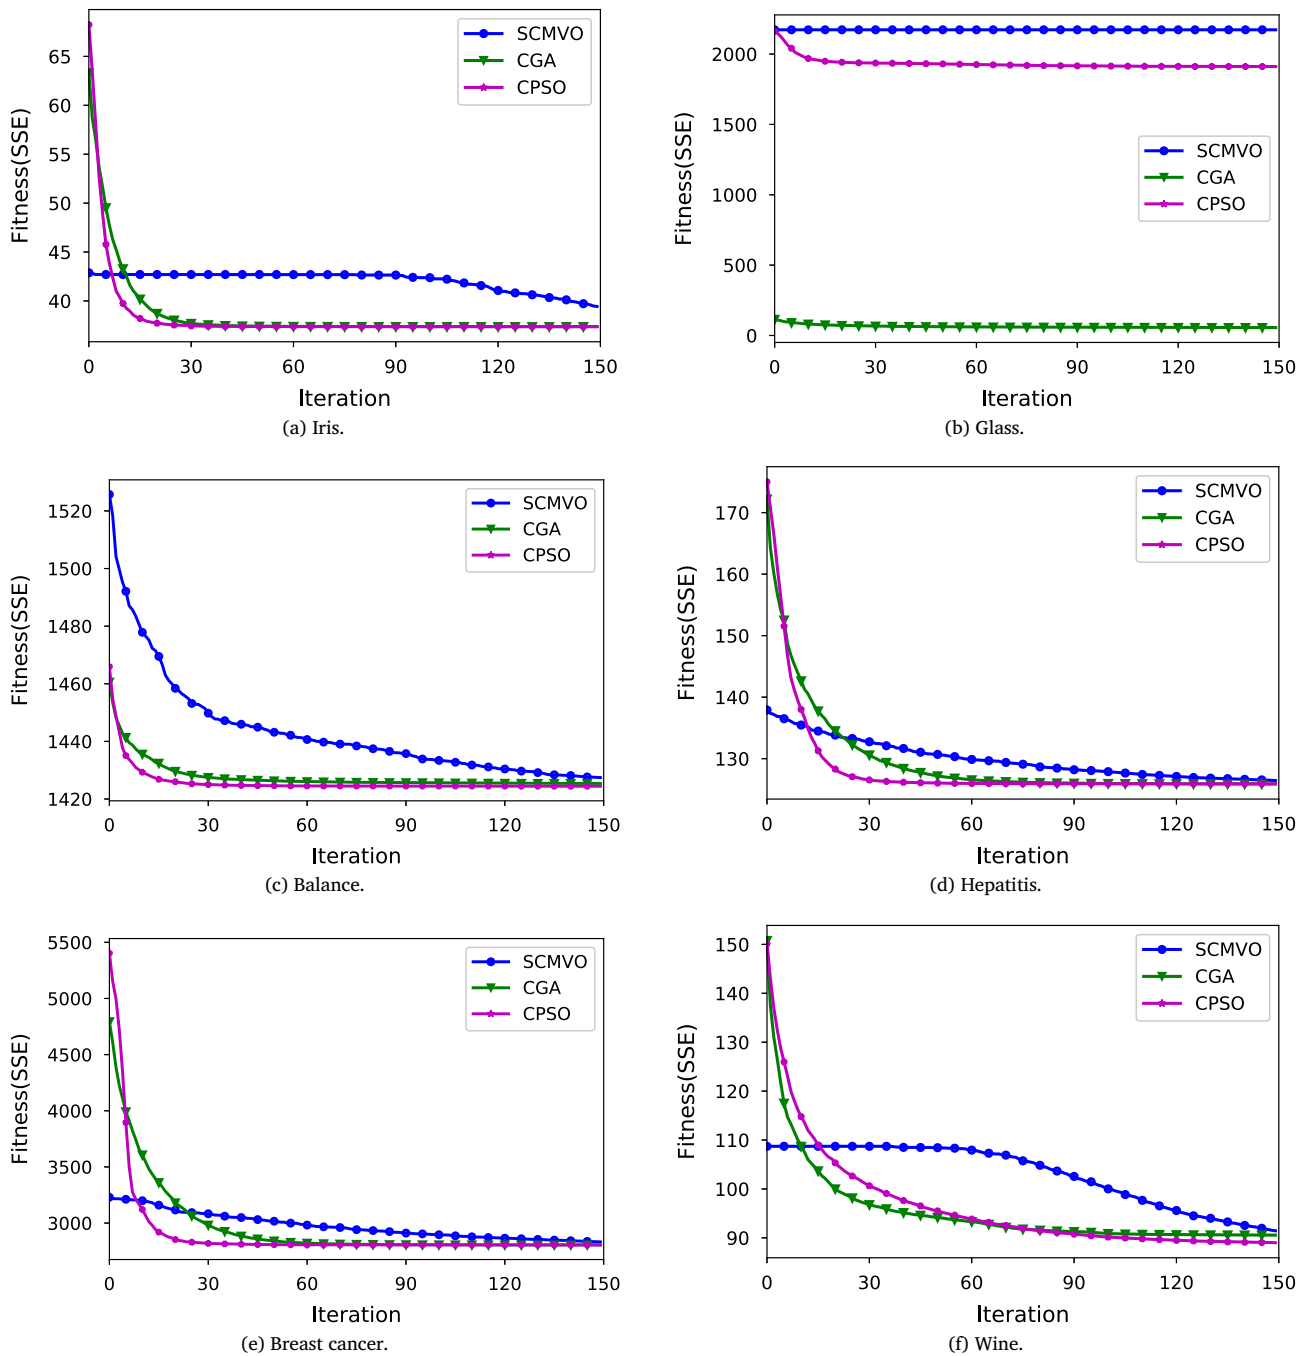 65
60
55
50
45
40
0
30
60
90
120
150
Fitness(SSE)
Iteration
SCMVO
CGA
CPSO
(a) Iris.
2000
1500
1000
500
0
0
30
60
90
120
150
Fitness(SSE)
Iteration
SCMVO
CGA
CPSO
(b) Glass.
1520
1500
1480
1460
1440
1420
0
30
60
90
120
150
Fitness(SSE)
Iteration
SCMVO
CGA
CPSO
(c) Balance.
170
160
150
140
130
0
30
60
90
120
150
Fitness(SSE)
Iteration
SCMVO
CGA
CPSO
(d) Hepatitis.
5500
5000
4500
4000
3500
3000
0
30
60
90
120
150
Fitness(SSE)
Iteration
SCMVO
CGA
CPSO
(e) Breast cancer.
150
140
130
120
110
100
90
0
30
60
90
120
150
Fitness(SSE)
Iteration
SCMVO
CGA
CPSO
(f) Wine.